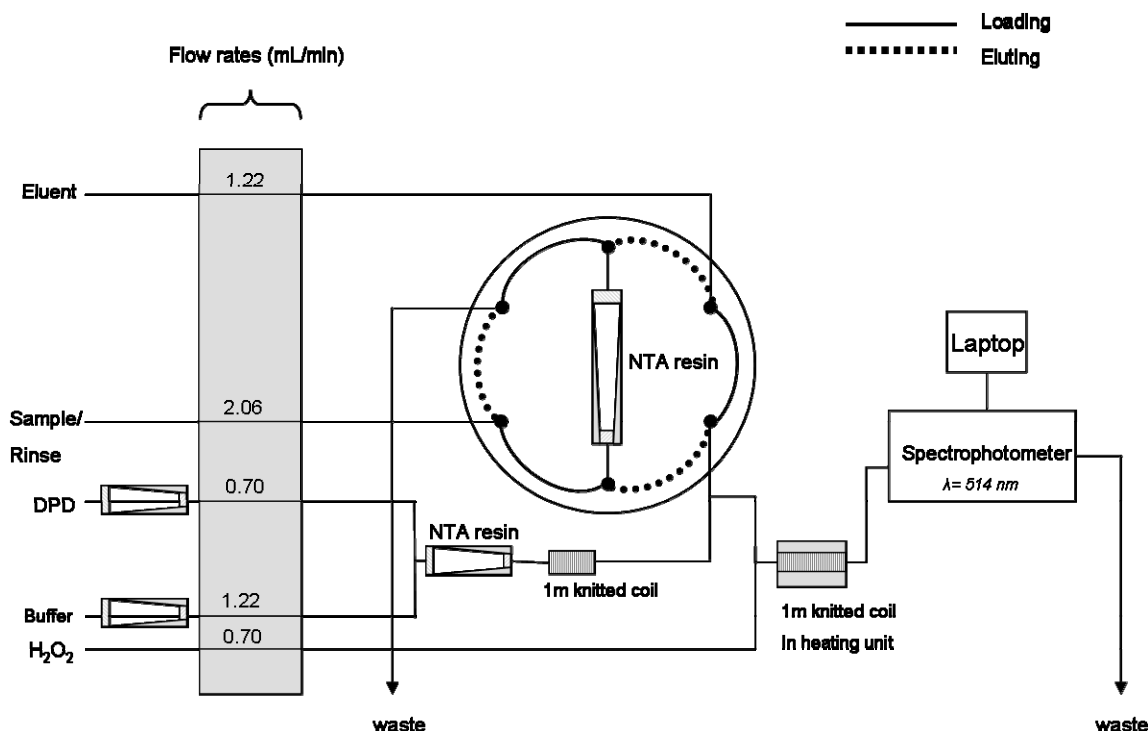 Loading
Eluting
Flow rates (mL/min)
Eluent
1.22
Sample/
Rinse
2.06
NTA resin
DPD
0.70
NTA resin
1m knitted coil
Buffer
1.22
H₂O₂
0.70
Laptop
Spectrophotometer
λ= 514 nm
1m knitted coil
In heating unit
waste
waste